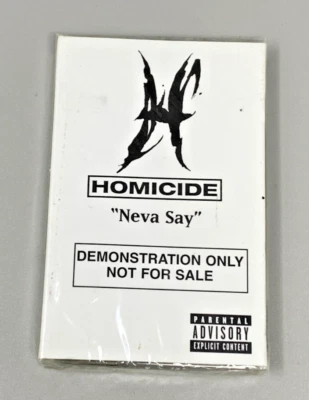 H
HOMICIDE
"Neva Say"
DEMONSTRATION ONLY
NOT FOR SALE
PARENTAL
ADVISORY
EXPLICIT CONTENT